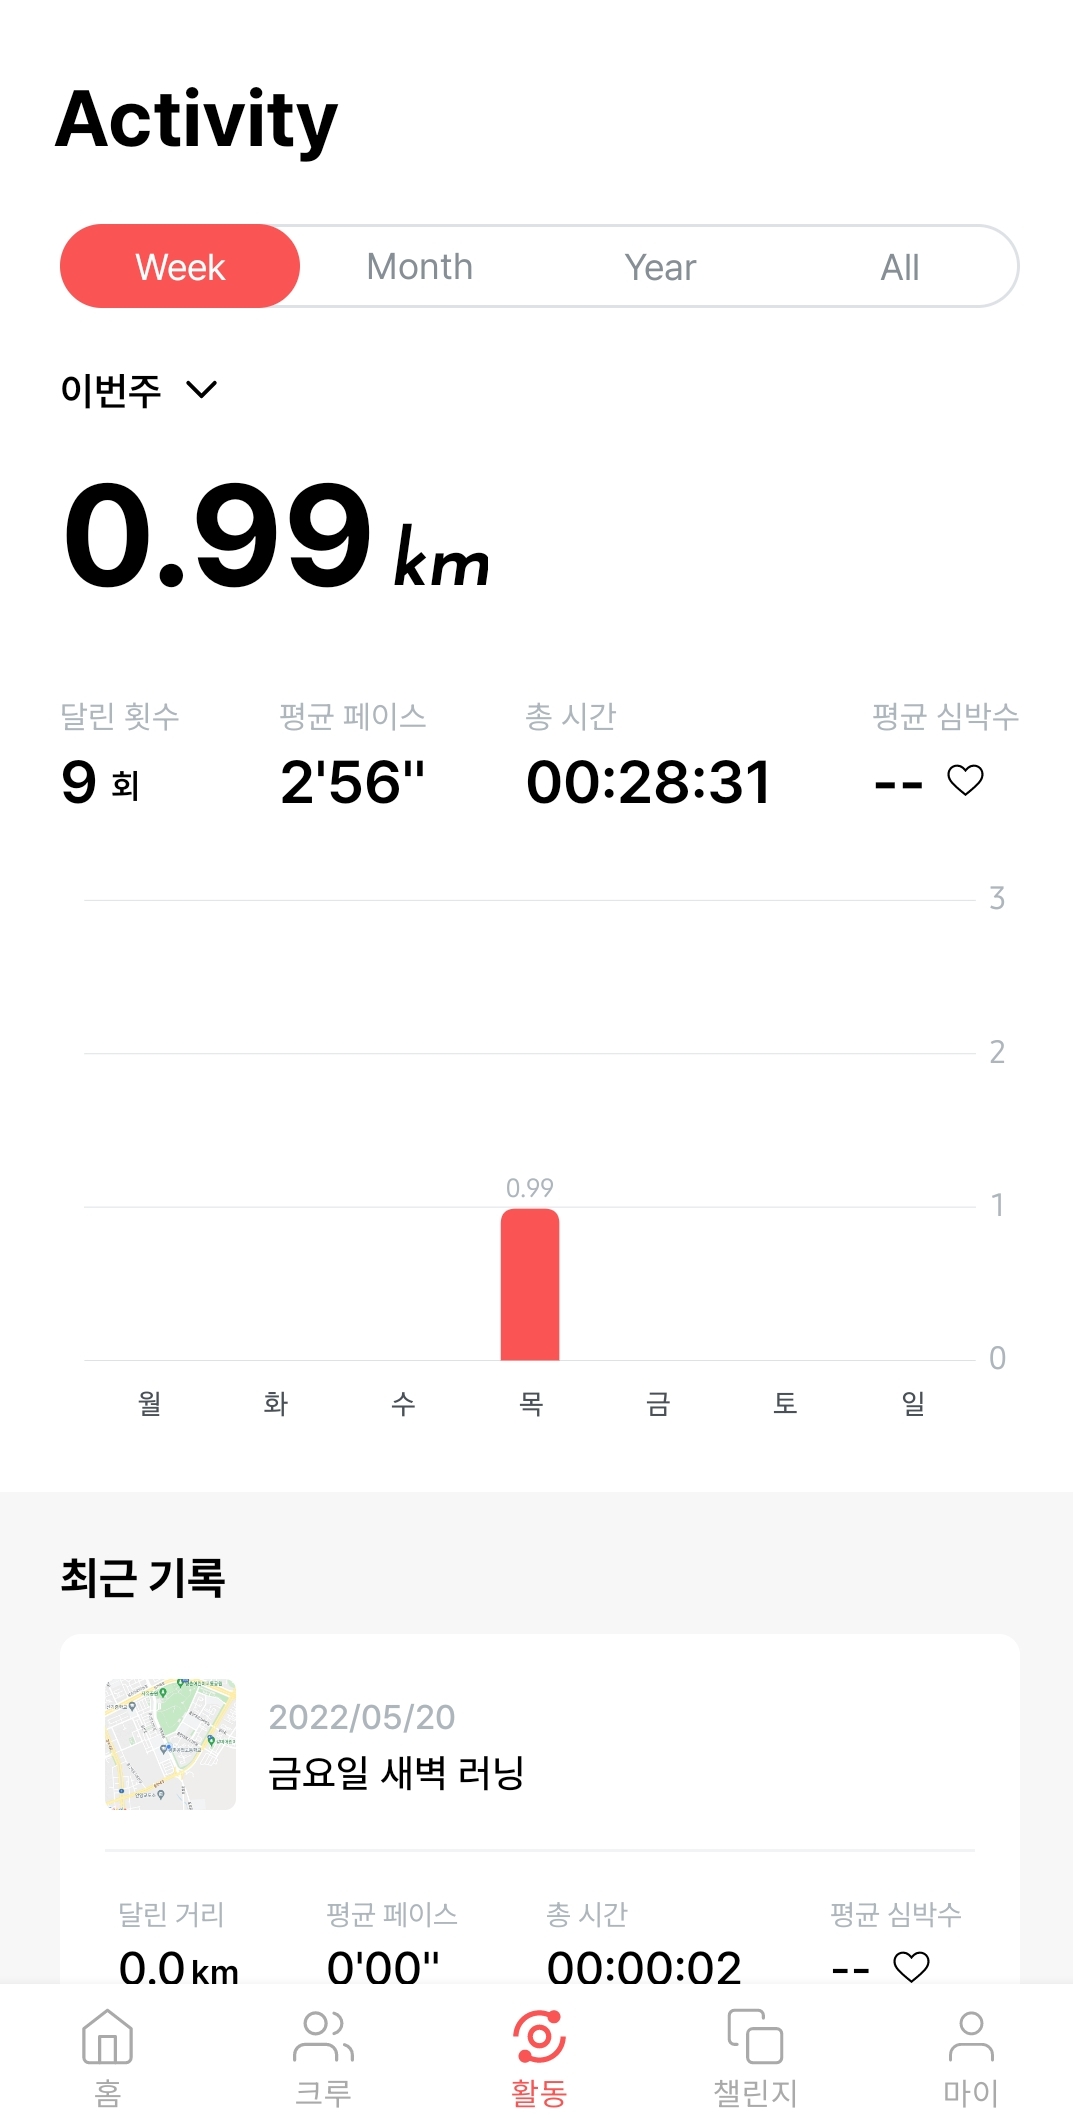 Activity
Week Month Year All
이번주
0.99 km
달린 횟수 평균 페이스 총 시간 평균 심박수
9 회 2'56" 00:28:31 --
3
2
0.99
1
0
월 화 수 목 금 토 일
최근 기록
2022/05/20
금요일 새벽 러닝
달린 거리 평균 페이스 총 시간 평균 심박수
0.0 km 0'00" 00:00:02 --
홈 크루 활동 챌린지 마이